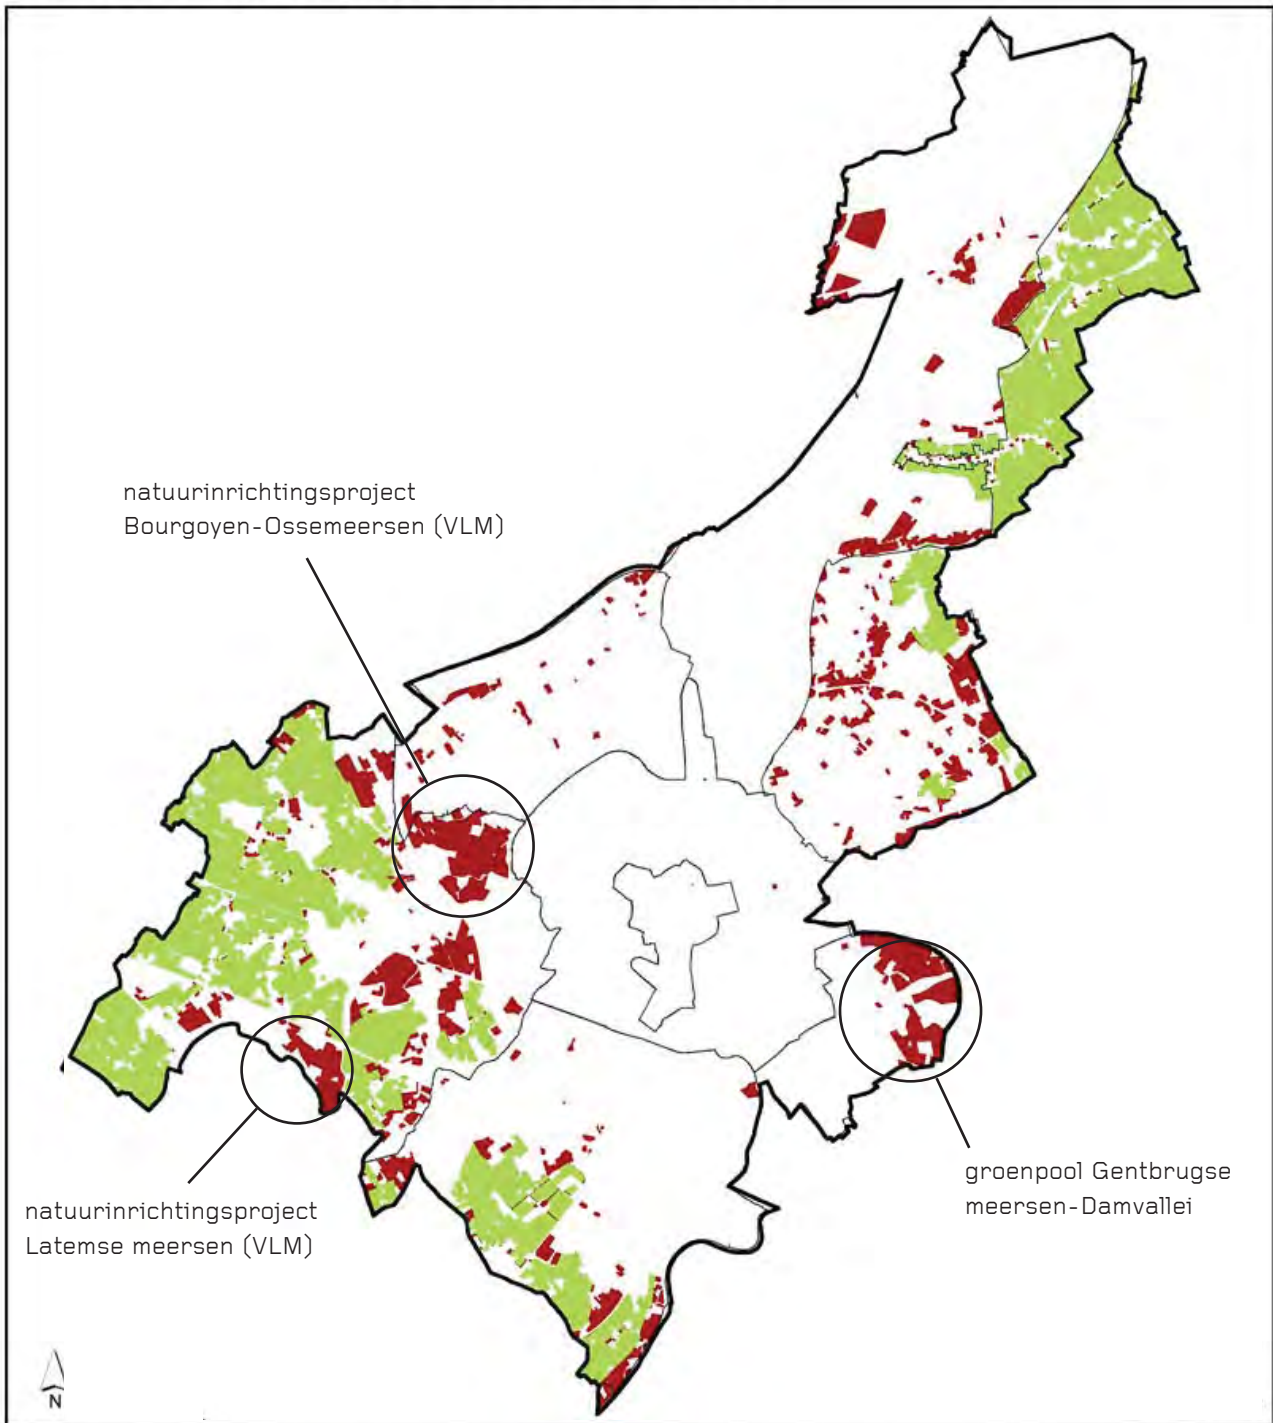 natuurinrichtingsproject
Bourgoyen-Ossemeersen (VLM)
groenpool Gentbrugse
meersen-Damvallei
natuurinrichtingsproject
Latemse meersen (VLM)
N